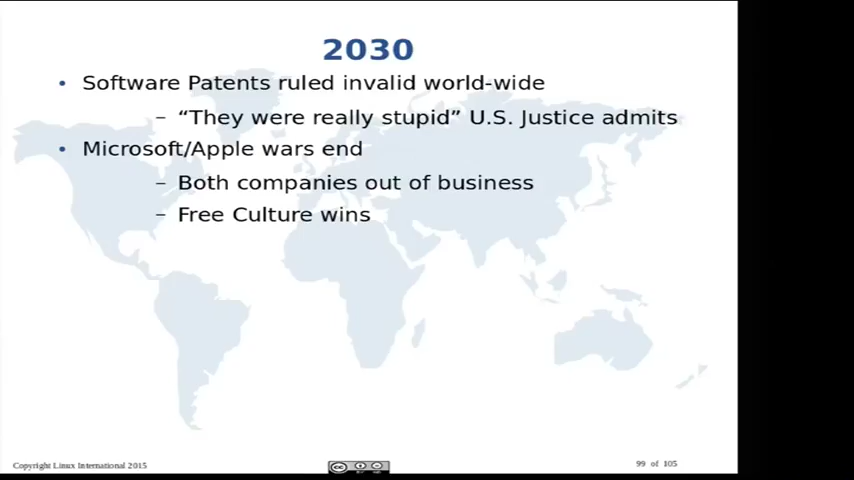 2030
• Software Patents ruled invalid world-wide
– “They were really stupid” U.S. Justice admits
• Microsoft/Apple wars end
– Both companies out of business
– Free Culture wins
Copyright Linux International 2015
99 of 105